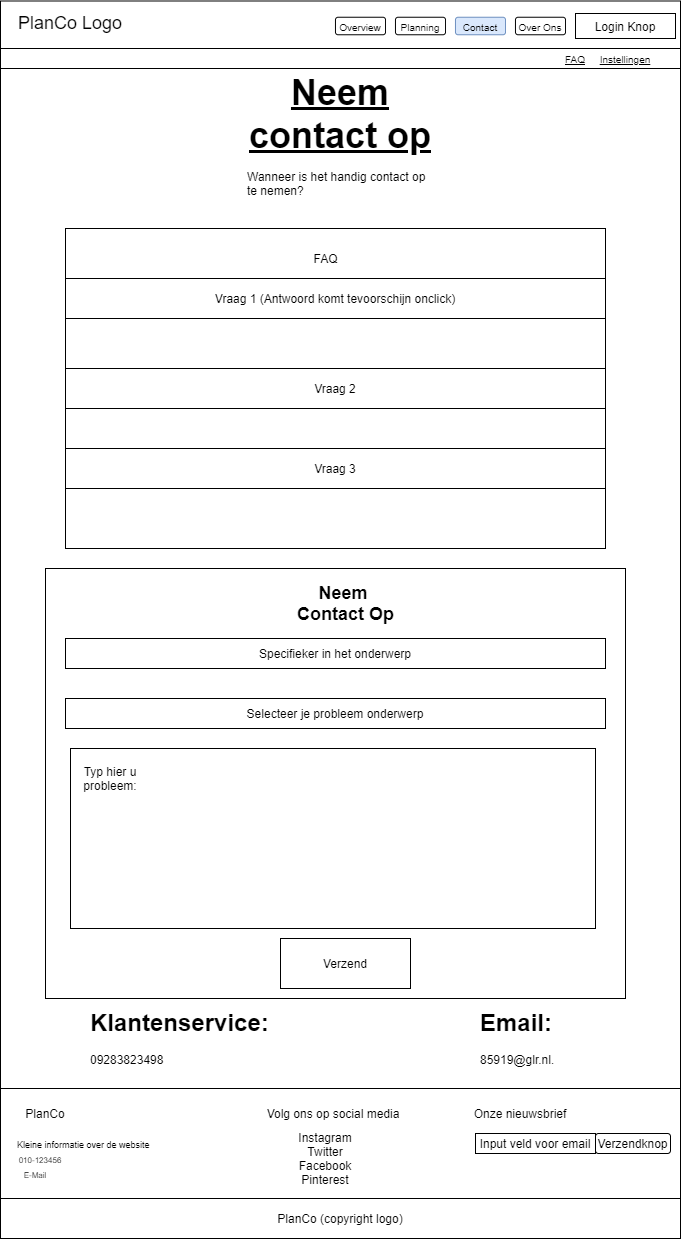 PlanCo Logo
Overview
Planning
Contact
Over Ons
Login Knop
FAQ
Instellingen
Neem
contact op
Wanneer is het handig contact op
te nemen?
FAQ
Vraag 1 (Antwoord komt tevoorschijn onclick)
Vraag 2
Vraag 3
Neem
Contact Op
Specifieker in het onderwerp
Selecteer je probleem onderwerp
Typ hier u
probleem:
Verzend
Klantenservice:
Email:
09283823498
85919@glr.nl.
PlanCo
Volg ons op social media
Onze nieuwsbrief
Kleine informatie over de website
010-123456
E-Mail
Instagram
Twitter
Facebook
Pinterest
Input veld voor email
Verzendknop
PlanCo (copyright logo)